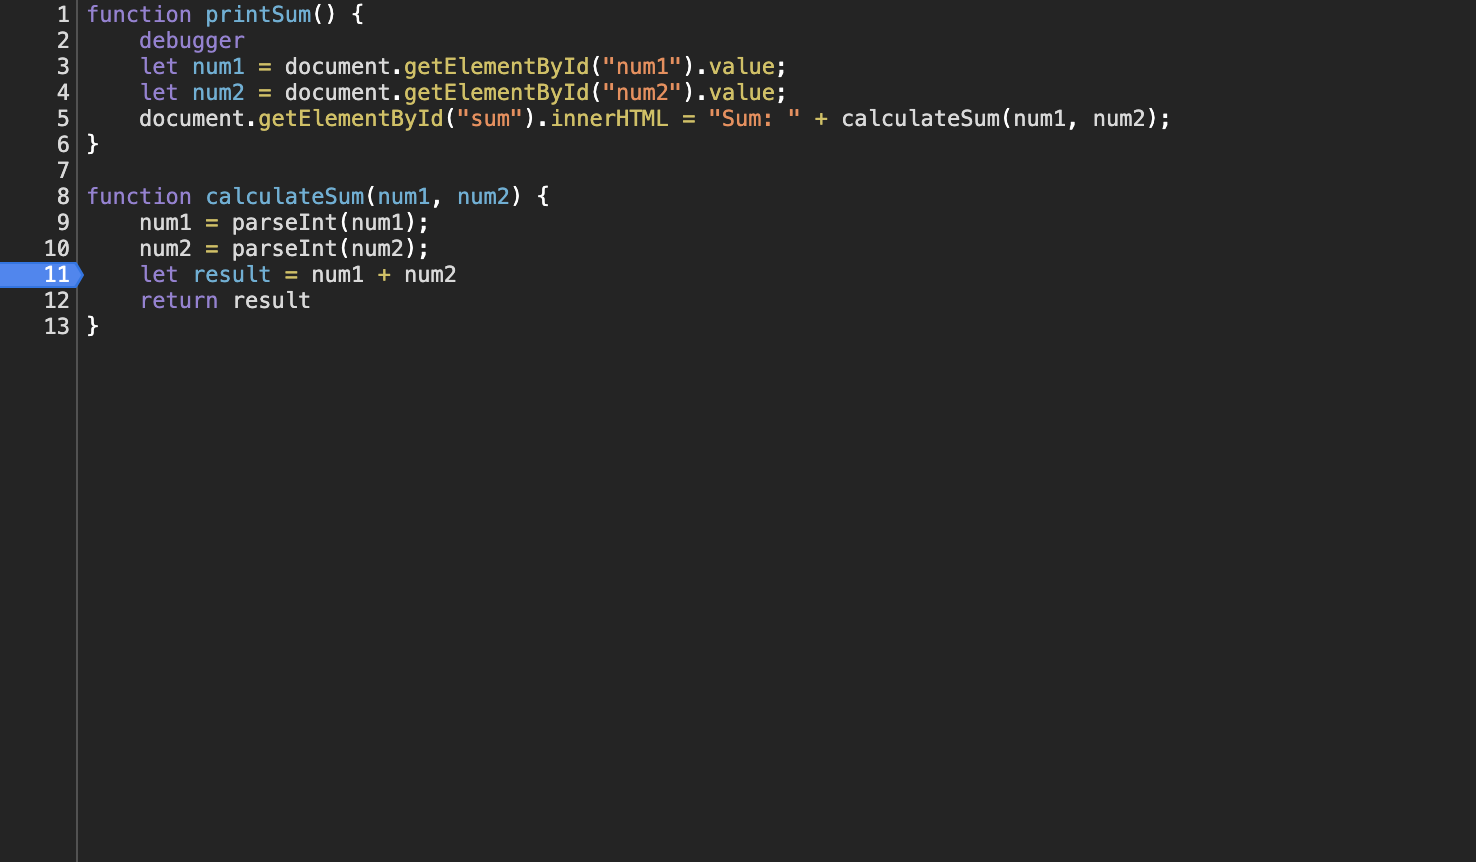 1 function printSum() {
2     debugger
3     let num1 = document.getElementById("num1").value;
4     let num2 = document.getElementById("num2").value;
5     document.getElementById("sum").innerHTML = "Sum: " + calculateSum(num1, num2);
6 }
7
8 function calculateSum(num1, num2) {
9     num1 = parseInt(num1);
10     num2 = parseInt(num2);
11     let result = num1 + num2
12     return result
13 }